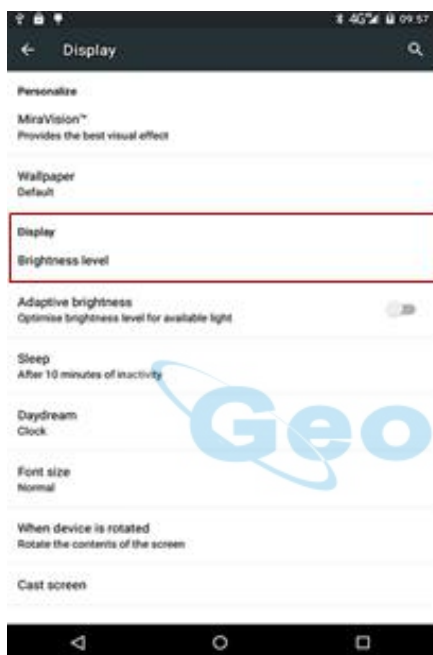 4G 09:57
Display
Personalize
MiraVision™
Provides the best visual effect
Wallpaper
Default
Display
Brightness level
Adaptive brightness
Optimise brightness level for available light
Sleep
After 10 minutes of inactivity
Daydream
Clock
Geo
Font size
Normal
When device is rotated
Rotate the contents of the screen
Cast screen